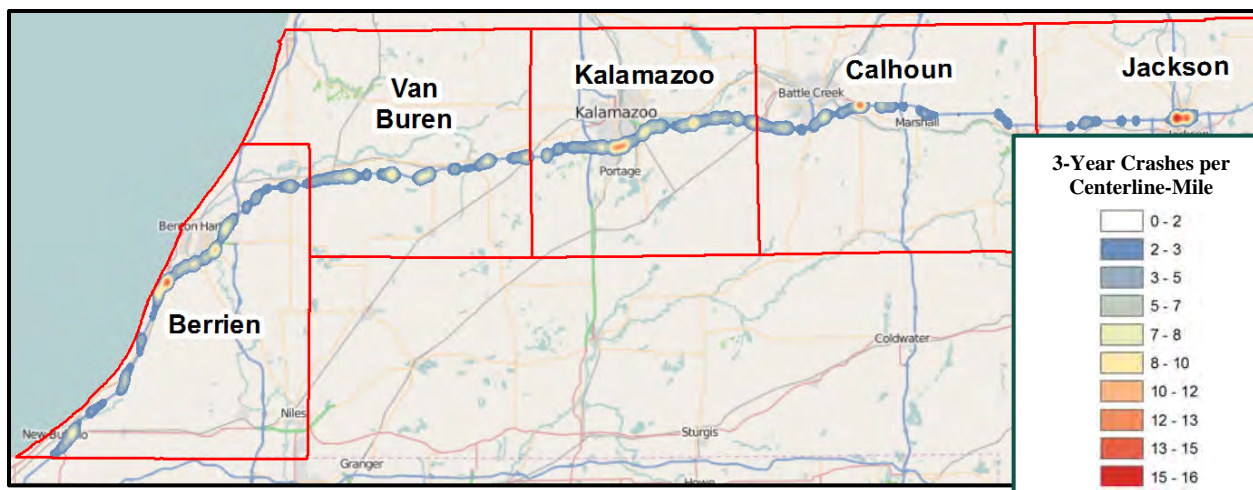 Van
Buren
Kalamazoo
Calhoun
Jackson
Battle Creek
Kalamazoo
Marshall
Portage
Berrien
Coldwater
Niles
Sturgis
Granger
3-Year Crashes per
Centerline-Mile
0 - 2
2 - 3
3 - 5
5 - 7
7 - 8
8 - 10
10 - 12
12 - 13
13 - 15
15 - 16